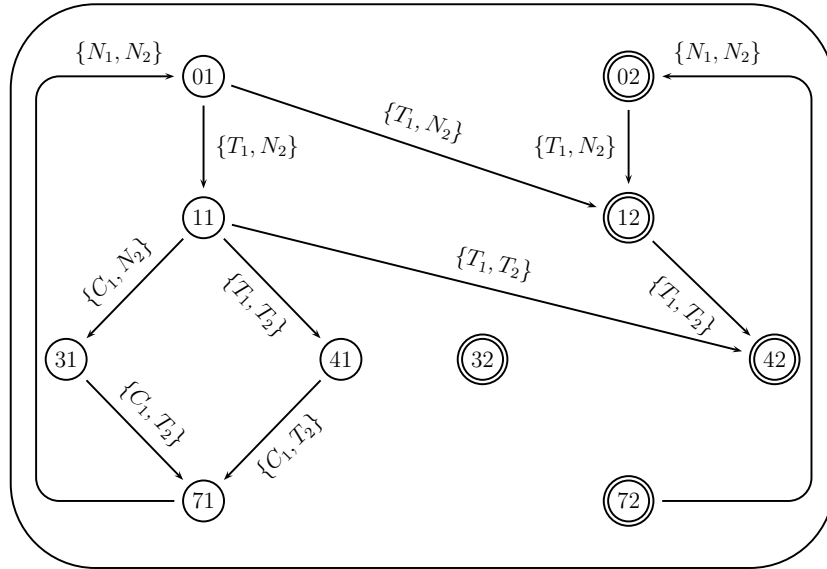 {N₁, N₂} {N₁, N₂}
01 02
{T₁, N₂}
{T₁, N₂} {T₁, N₂}
11 12
{C₁, N₂} {T₁, T₂} {T₁, T₂} {T₁, T₂}
31 41 32 42
{C₁, T₂} {C₁, T₂}
71 72